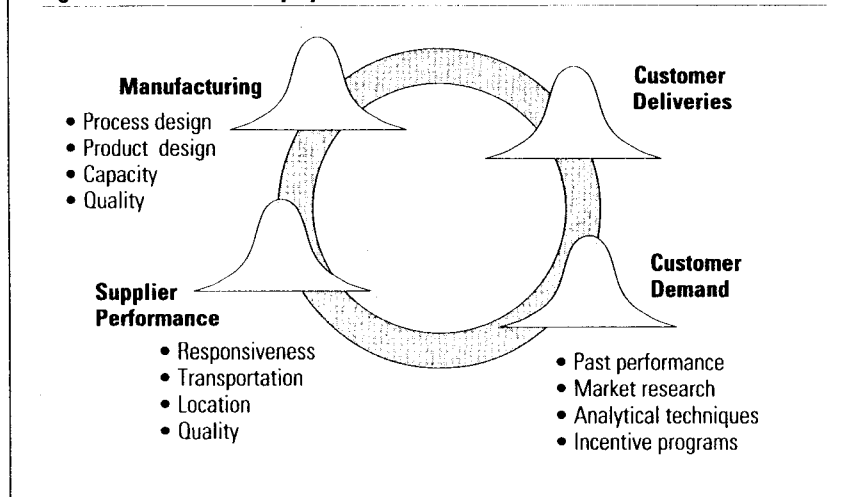 Manufacturing
• Process design
• Product design
• Capacity
• Quality
Customer
Deliveries
Supplier
Performance
• Responsiveness
• Transportation
• Location
• Quality
Customer
Demand
• Past performance
• Market research
• Analytical techniques
• Incentive programs